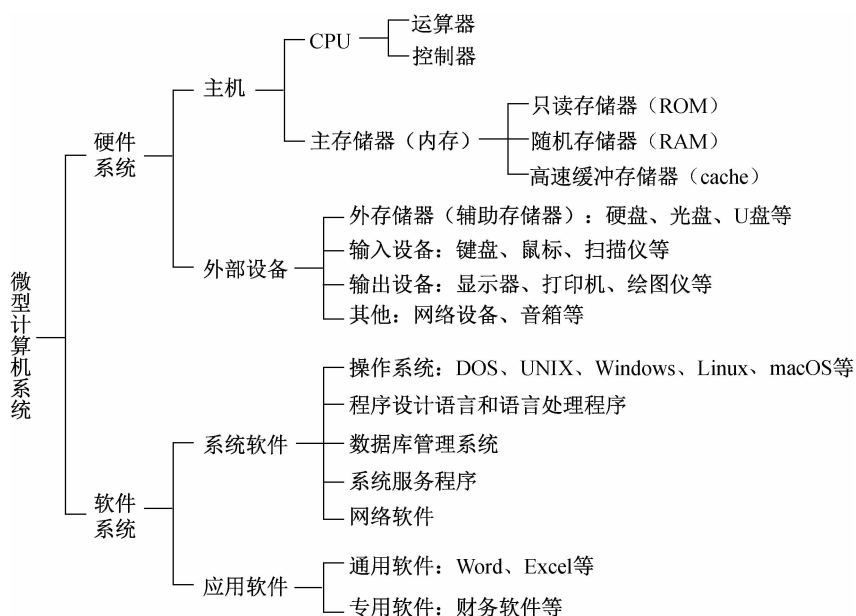 运算器
CPU
控制器
主机
只读存储器（ROM）
主存储器（内存）
随机存储器（RAM）
高速缓冲存储器（cache）
硬件
系统
外存储器（辅助存储器）：硬盘、光盘、U盘等
输入设备：键盘、鼠标、扫描仪等
外部设备
输出设备：显示器、打印机、绘图仪等
其他：网络设备、音箱等
微型计算机系统
操作系统：DOS、UNIX、Windows、Linux、macOS等
程序设计语言和语言处理程序
系统软件
数据库管理系统
系统服务程序
网络软件
软件
系统
通用软件：Word、Excel等
应用软件
专用软件：财务软件等